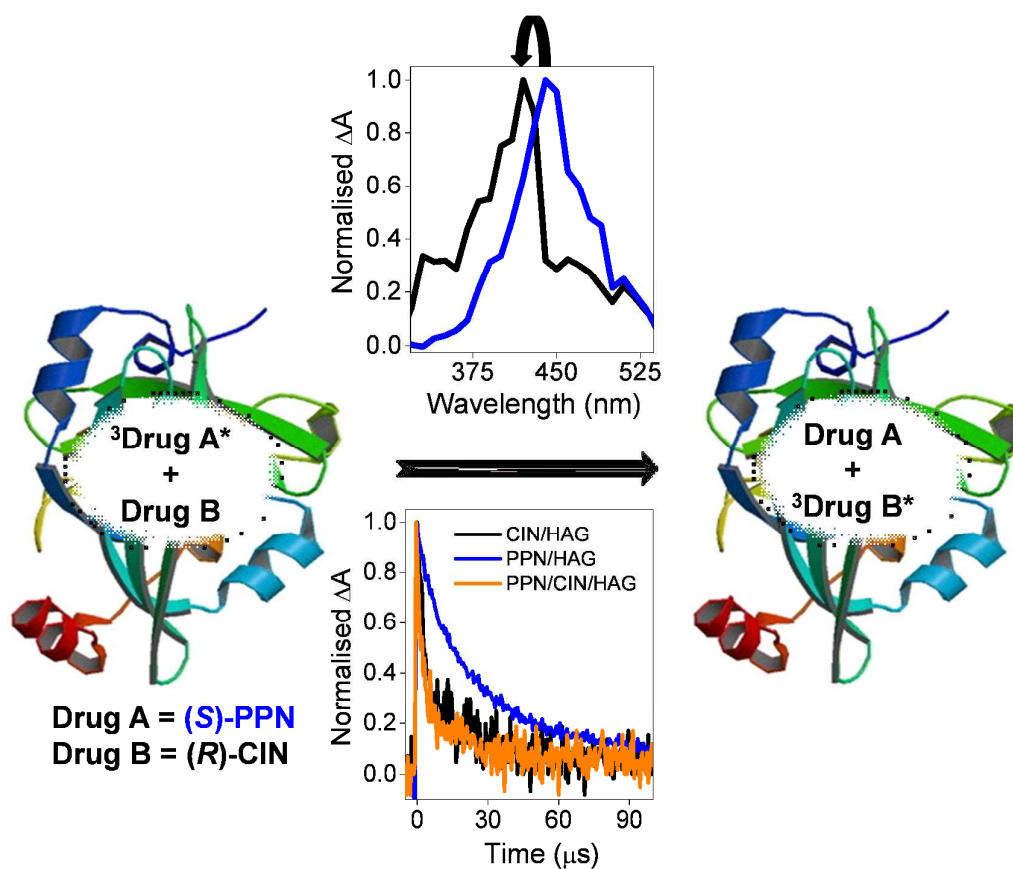 1.0
0.8
0.6
0.4
0.2
0.0
Normalised ΔA
375 450 525
Wavelength (nm)
³Drug A*
+
Drug B
Drug A
+
³Drug B*
1.0
0.8
0.6
0.4
0.2
0.0
Normalised ΔA
CIN/HAG
PPN/HAG
PPN/CIN/HAG
0 30 60 90
Time (μs)
Drug A = (S)-PPN
Drug B = (R)-CIN